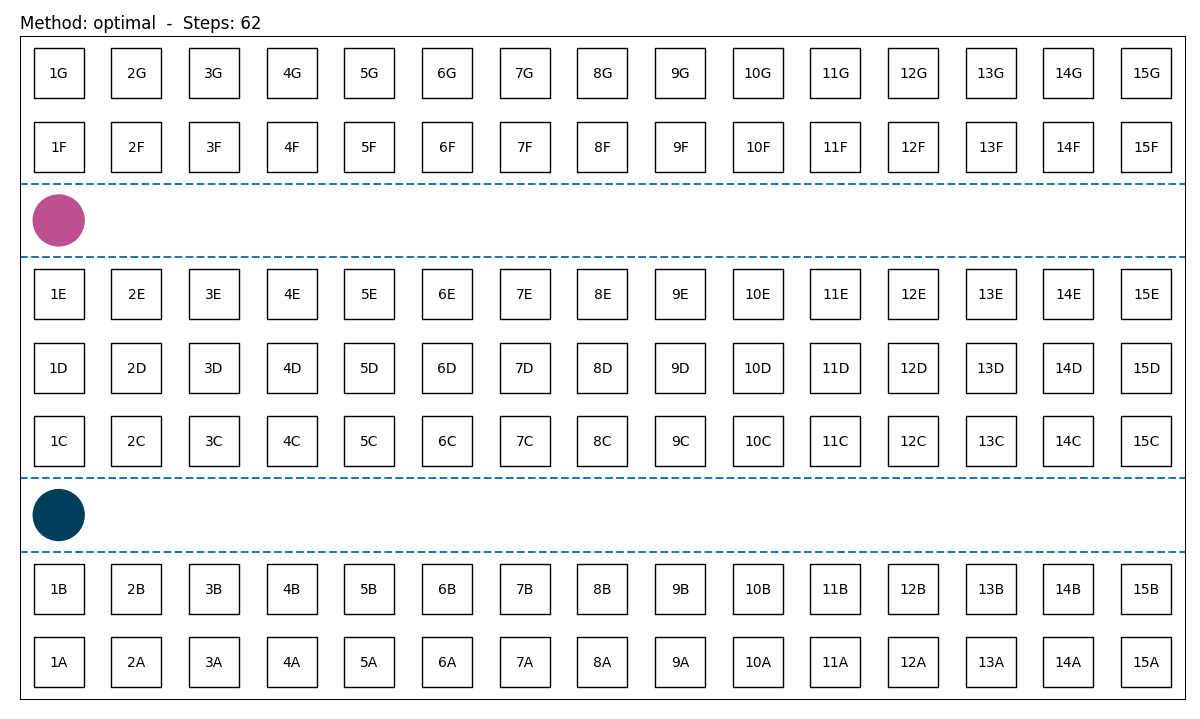 Method: optimal - Steps: 62
1G 2G 3G 4G 5G 6G 7G 8G 9G 10G 11G 12G 13G 14G 15G
1F 2F 3F 4F 5F 6F 7F 8F 9F 10F 11F 12F 13F 14F 15F
1E 2E 3E 4E 5E 6E 7E 8E 9E 10E 11E 12E 13E 14E 15E
1D 2D 3D 4D 5D 6D 7D 8D 9D 10D 11D 12D 13D 14D 15D
1C 2C 3C 4C 5C 6C 7C 8C 9C 10C 11C 12C 13C 14C 15C
1B 2B 3B 4B 5B 6B 7B 8B 9B 10B 11B 12B 13B 14B 15B
1A 2A 3A 4A 5A 6A 7A 8A 9A 10A 11A 12A 13A 14A 15A